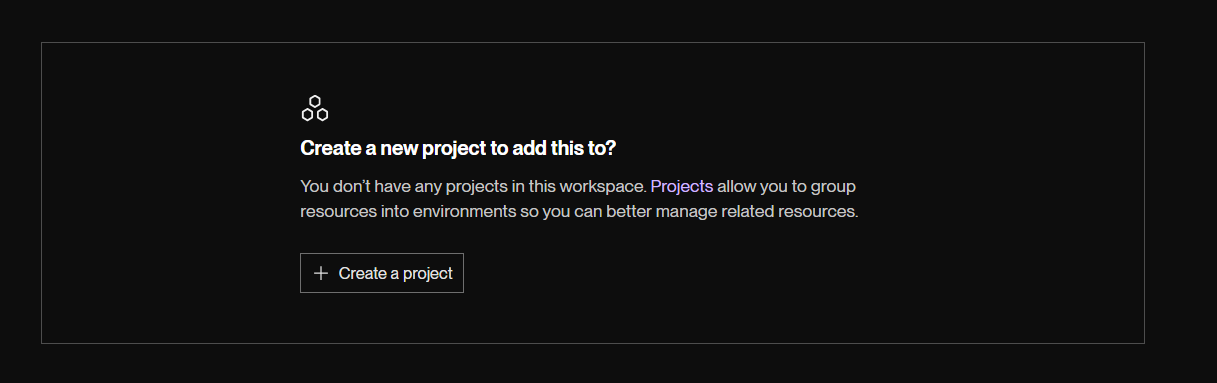 Create a new project to add this to?
You don’t have any projects in this workspace. Projects allow you to group
resources into environments so you can better manage related resources.
Create a project